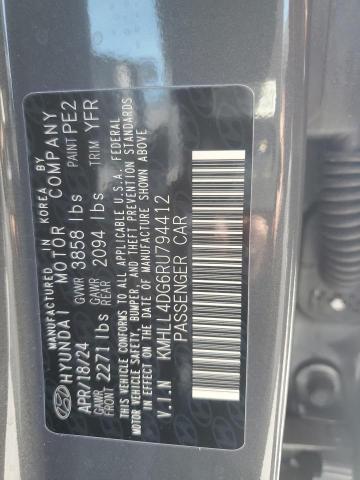 MANUFACTURED IN KOREA BY
HYUNDAI MOTOR COMPANY
APR/18/24 GVWR 3858 lbs PAINT PE2
GAWR FRONT 2271 lbs GAWR REAR 2094 lbs TRIM YFR
THIS VEHICLE CONFORMS TO ALL APPLICABLE U.S.A. FEDERAL
MOTOR VEHICLE SAFETY, BUMPER, AND THEFT PREVENTION STANDARDS
IN EFFECT ON THE DATE OF MANUFACTURE SHOWN ABOVE.
V.I.N KMHLL4DG6RU794412
PASSENGER CAR